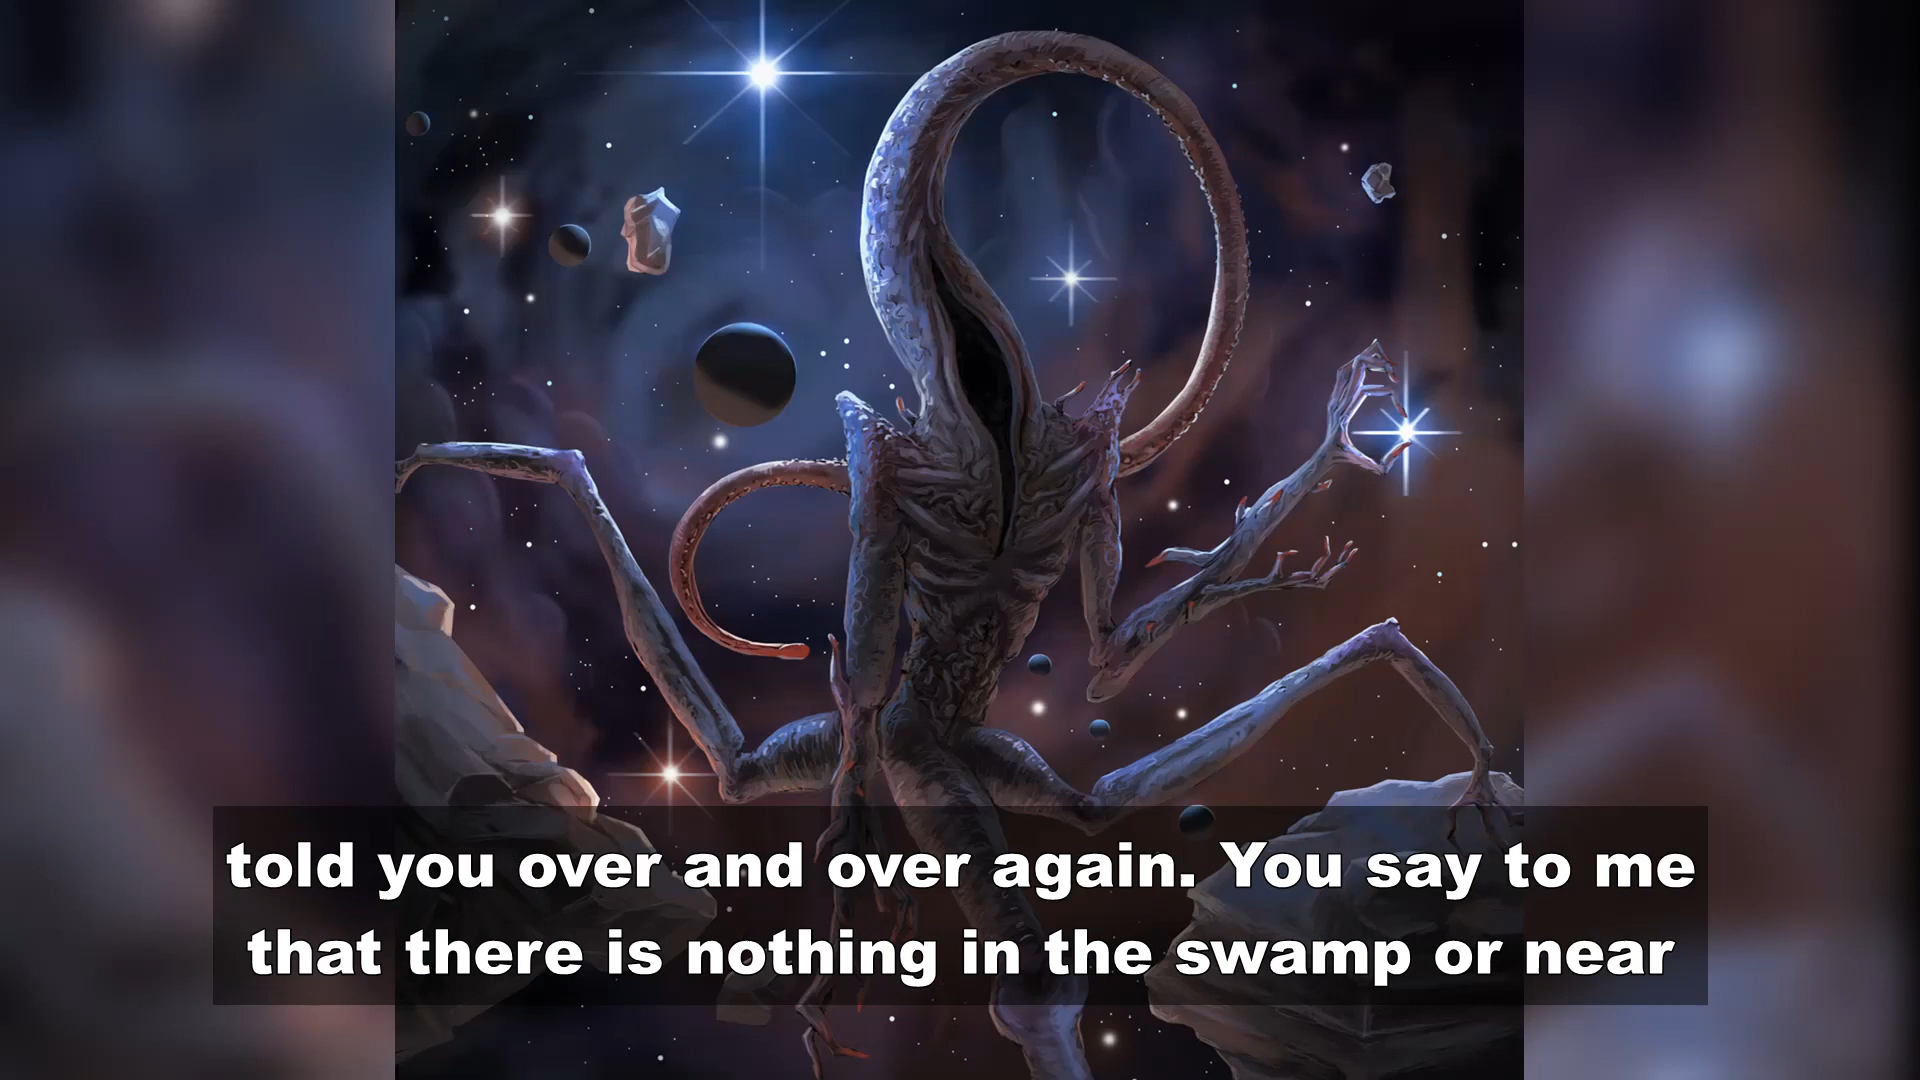 told you over and over again. You say to me
that there is nothing in the swamp or near